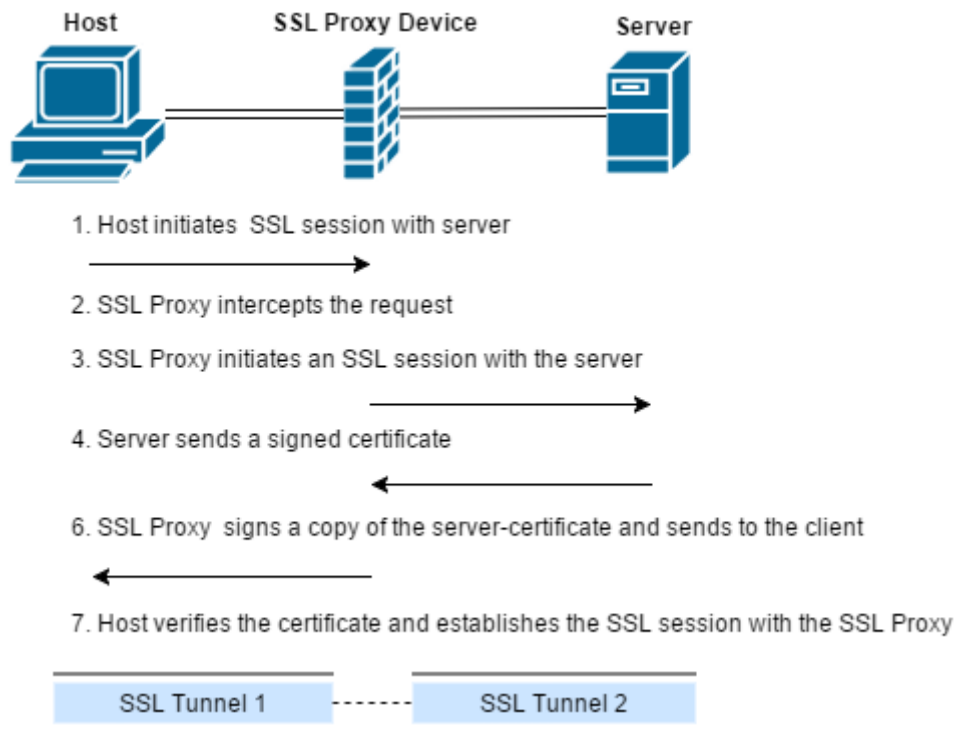 Host
SSL Proxy Device
Server
1. Host initiates SSL session with server
2. SSL Proxy intercepts the request
3. SSL Proxy initiates an SSL session with the server
4. Server sends a signed certificate
6. SSL Proxy signs a copy of the server-certificate and sends to the client
7. Host verifies the certificate and establishes the SSL session with the SSL Proxy
SSL Tunnel 1
SSL Tunnel 2